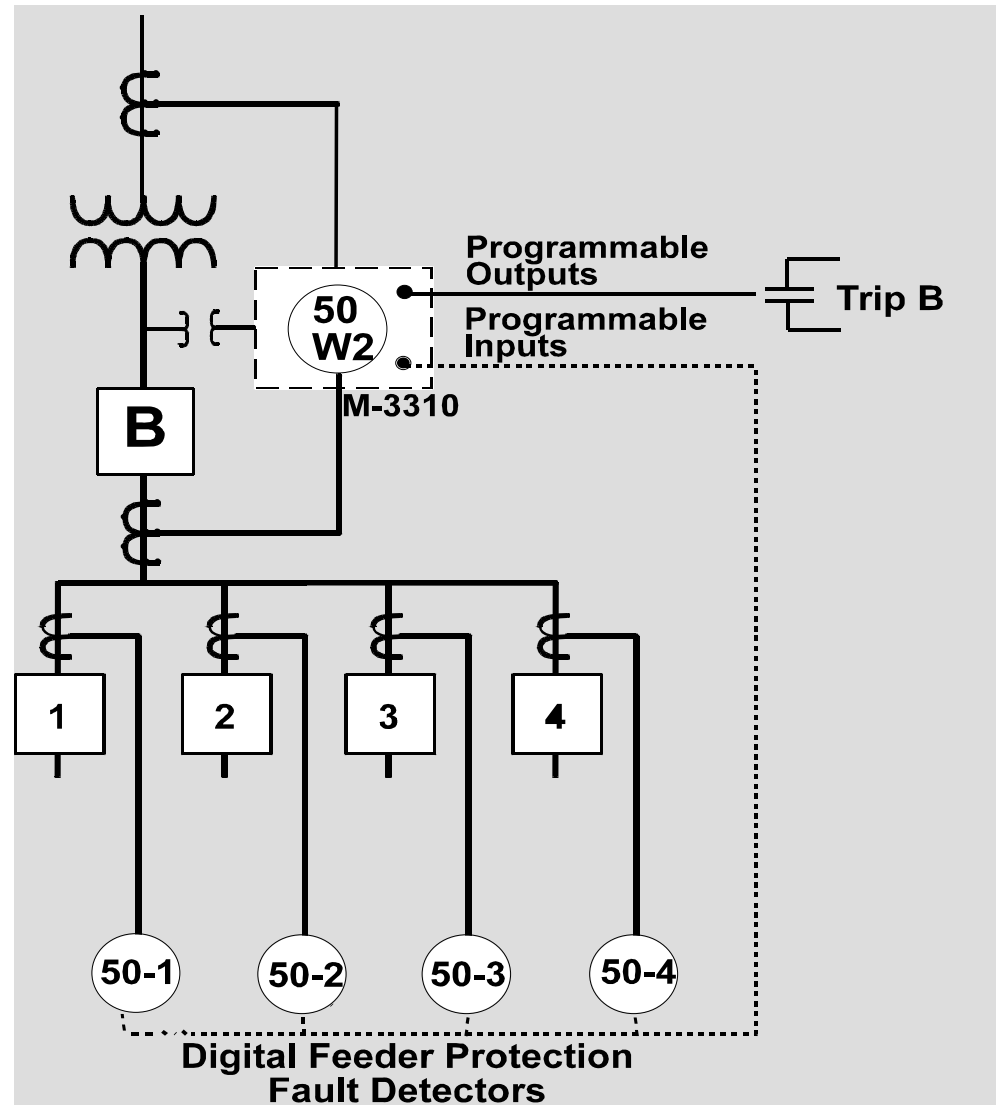 Programmable
Outputs
Trip B
50
W2
Programmable
Inputs
M-3310
B
1
2
3
4
50-1
50-2
50-3
50-4
Digital Feeder Protection
Fault Detectors